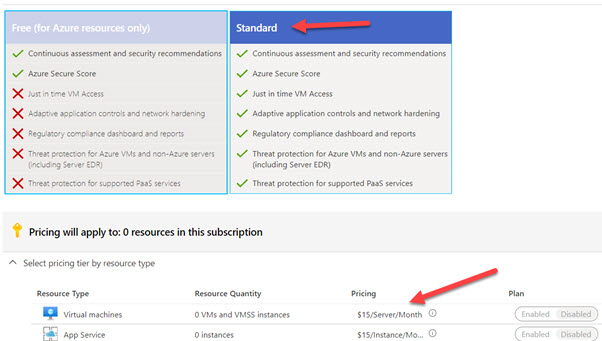 Free (for Azure resources only)
Continuous assessment and security recommendations
Azure Secure Score
Just in time VM Access
Adaptive application controls and network hardening
Regulatory compliance dashboard and reports
Threat protection for Azure VMs and non-Azure servers
(including Server EDR)
Threat protection for supported PaaS services
Standard
Continuous assessment and security recommendations
Azure Secure Score
Just in time VM Access
Adaptive application controls and network hardening
Regulatory compliance dashboard and reports
Threat protection for Azure VMs and non-Azure servers
(including Server EDR)
Threat protection for supported PaaS services
Pricing will apply to: 0 resources in this subscription
Select pricing tier by resource type
Resource Type Resource Quantity Pricing Plan
Virtual machines 0 VMs and VMSS instances $15/Server/Month Enabled Disabled
App Service 0 instances $15/Instance/Mo... Enabled Disabled